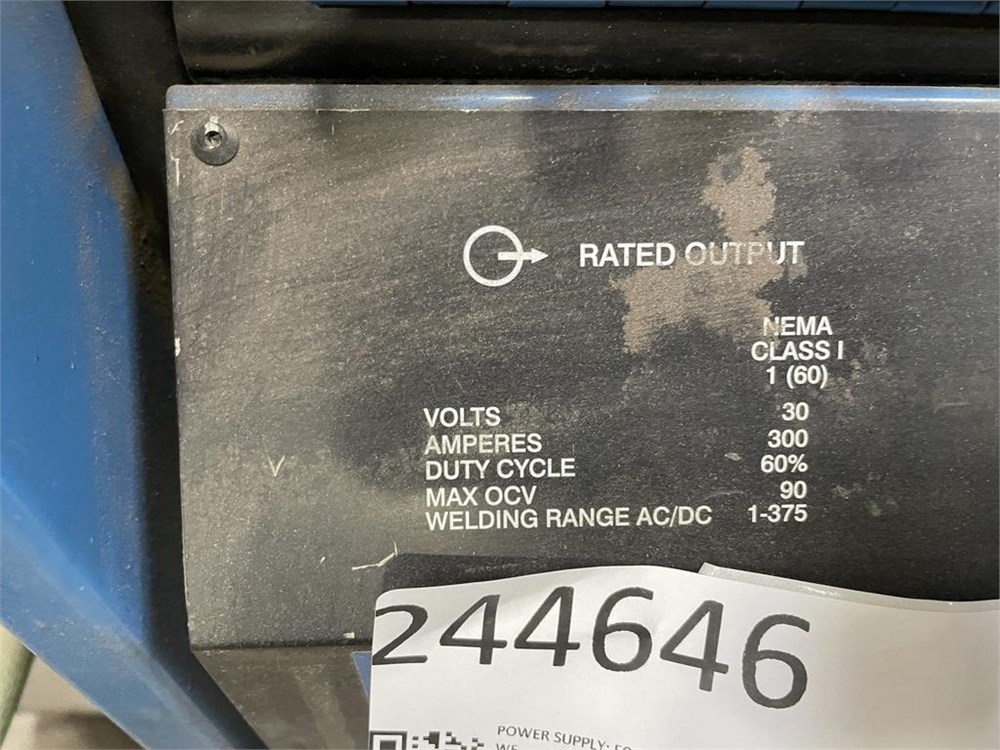 RATED OUTPUT
NEMA
CLASS I
1 (60)
VOLTS 30
AMPERES 300
DUTY CYCLE 60%
MAX OCV 90
WELDING RANGE AC/DC 1-375
244646
POWER SUPPLY: